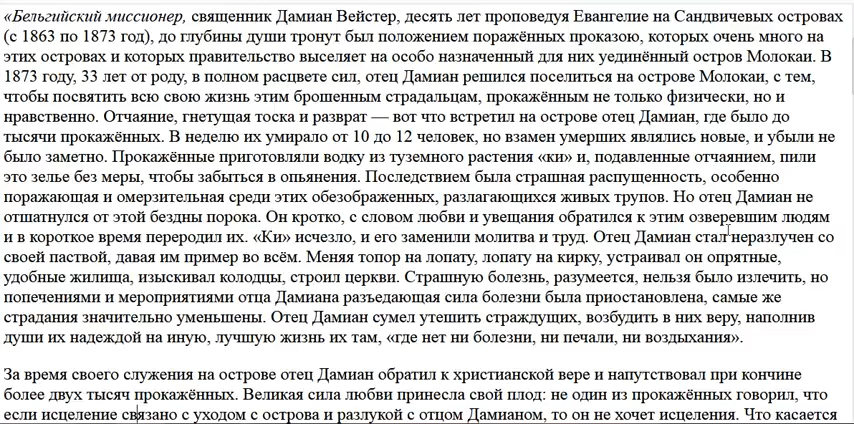 «Бельгийский миссионер, священник Дамиан Вейстер, десять лет проповедуя Евангелие на Сандвичевых островах
(с 1863 по 1873 год), до глубины души тронут был положением поражённых проказою, которых очень много на
этих островах и которых правительство выселяет на особо назначенный для них уединённый остров Молокаи. В
1873 году, 33 лет от роду, в полном расцвете сил, отец Дамиан решился поселиться на острове Молокаи, с тем,
чтобы посвятить всю свою жизнь этим брошенным страдальцам, прокажённым не только физически, но и
нравственно. Отчаяние, гнетущая тоска и разврат — вот что встретил на острове отец Дамиан, где было до
тысячи прокажённых. В неделю их умирало от 10 до 12 человек, но взамен умерших являлись новые, и убыли не
было заметно. Прокажённые приготовляли водку из туземного растения «ки» и, подавленные отчаянием, пили
это зелье без меры, чтобы забыться в опьянения. Последствием была страшная распущенность, особенно
поражающая и омерзительная среди этих обезображенных, разлагающихся живых трупов. Но отец Дамиан не
отшатнулся от этой бездны порока. Он кротко, с словом любви и увещания обратился к этим озверевшим людям
и в короткое время переродил их. «Ки» исчезло, и его заменили молитва и труд. Отец Дамиан стал неразлучен со
своей паствой, давая им пример во всём. Меняя топор на лопату, лопату на кирку, устраивал он опрятные,
удобные жилища, изыскивал колодцы, строил церкви. Страшную болезнь, разумеется, нельзя было излечить, но
попечениями и мероприятиями отца Дамиана разъедающая сила болезни была приостановлена, самые же
страдания значительно уменьшены. Отец Дамиан сумел утешить страждущих, возбудить в них веру, наполнив
души их надеждой на иную, лучшую жизнь их там, «где нет ни болезни, ни печали, ни воздыхания».
За время своего служения на острове отец Дамиан обратил к христианской вере и напутствовал при кончине
более двух тысяч прокажённых. Великая сила любви принесла свой плод: не один из прокажённых говорил, что
если исцеление связано с уходом с острова и разлукой с отцом Дамианом, то он не хочет исцеления. Что касается